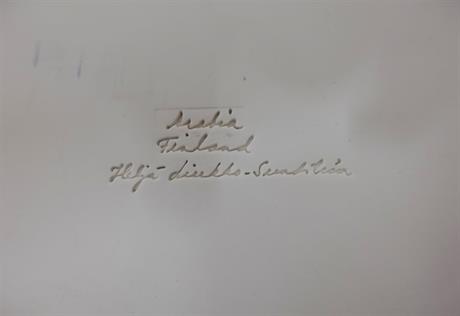 Arabia
Finland
Heljä Liukko-Sundström